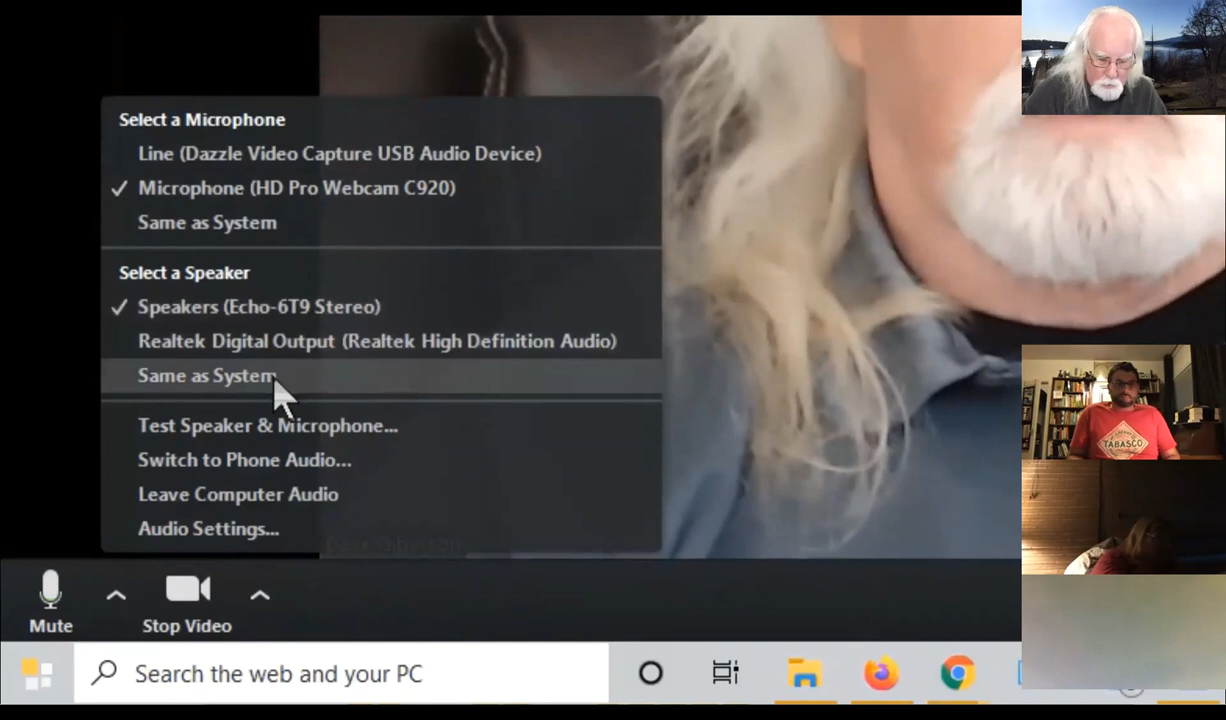 Select a Microphone
Line (Dazzle Video Capture USB Audio Device)
✓ Microphone (HD Pro Webcam C920)
Same as System
Select a Speaker
✓ Speakers (Echo-6T9 Stereo)
Realtek Digital Output (Realtek High Definition Audio)
Same as System
Test Speaker & Microphone...
Switch to Phone Audio...
Leave Computer Audio
Audio Settings...
Mute
Stop Video
Search the web and your PC
TABASCO